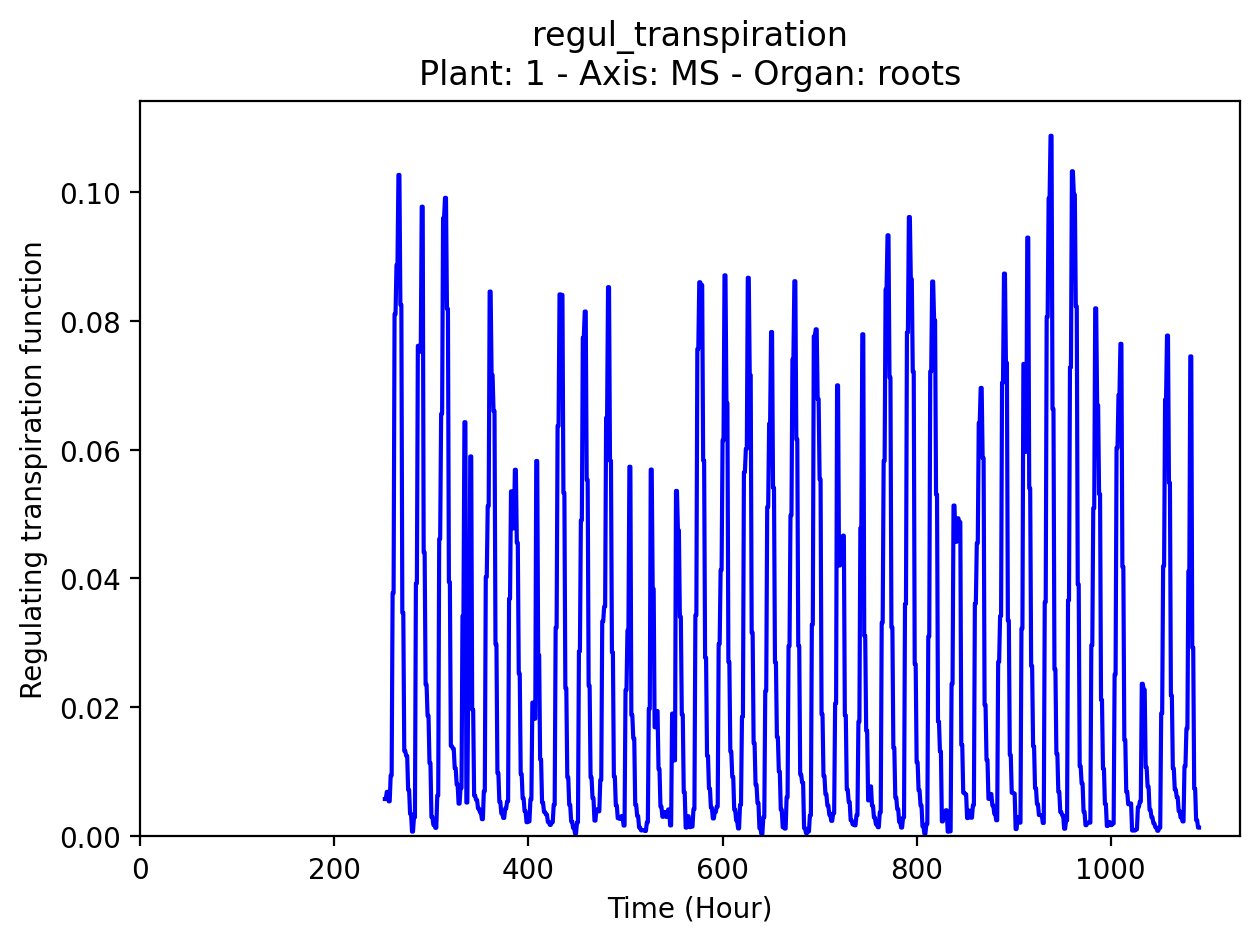 regul_transpiration
Plant: 1 - Axis: MS - Organ: roots
Regulating transpiration function
0.10
0.08
0.06
0.04
0.02
0.00
0 200 400 600 800 1000
Time (Hour)